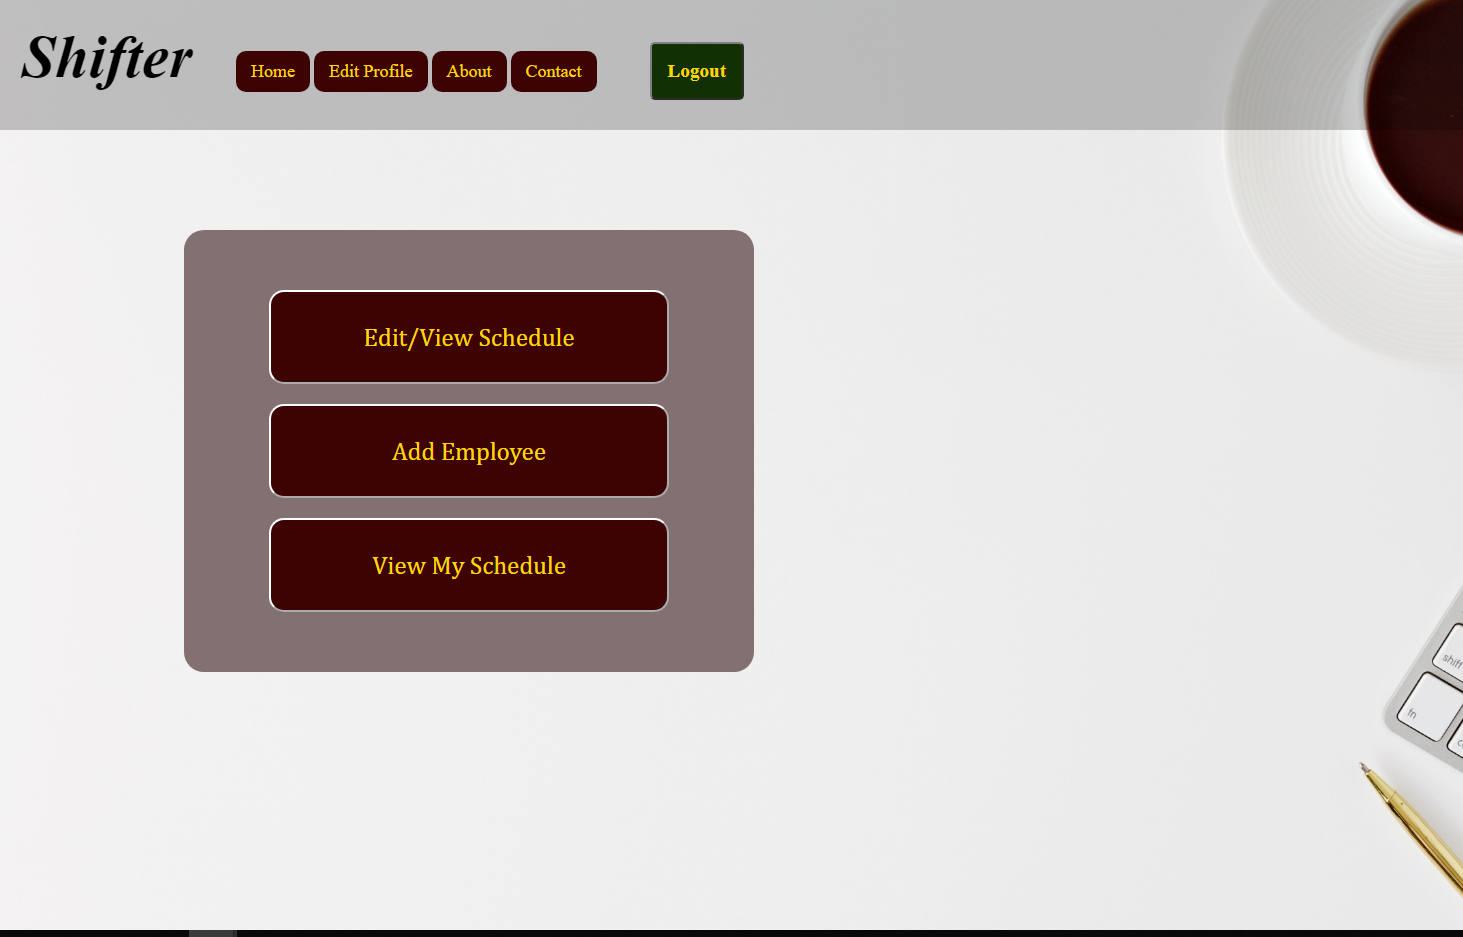 Shifter
Home
Edit Profile
About
Contact
Logout
Edit/View Schedule
Add Employee
View My Schedule
shift
fn